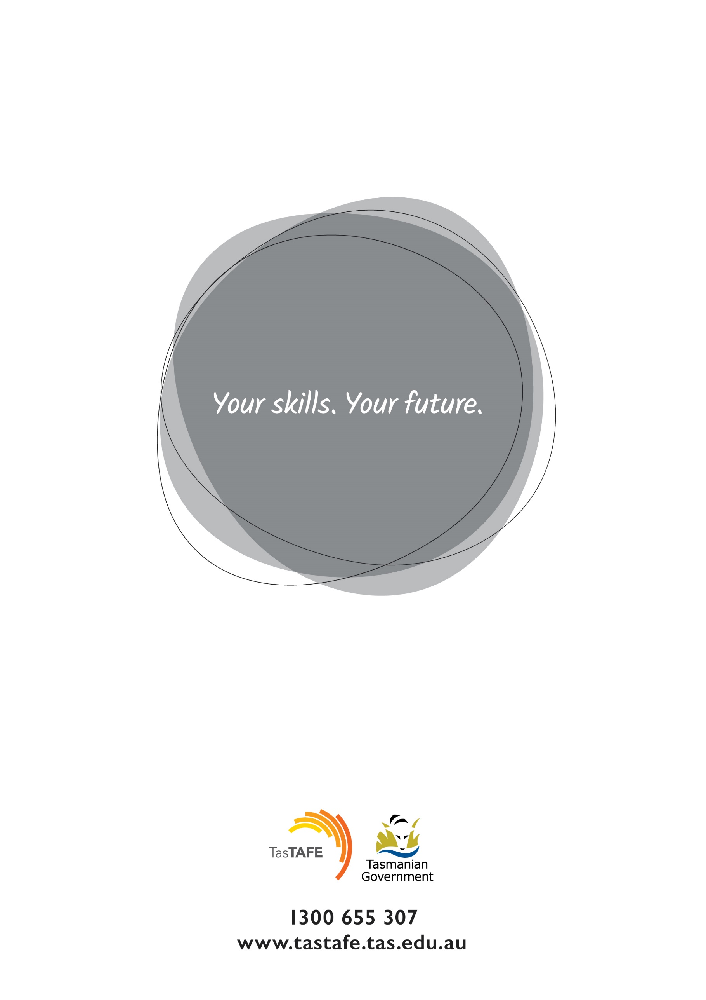 Your skills. Your future.
TasTAFE
Tasmanian
Government
1300 655 307
www.tastafe.tas.edu.au